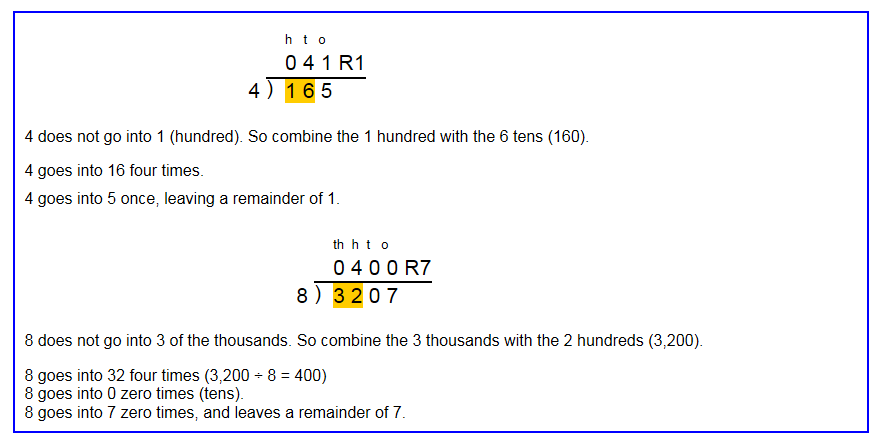 h t o
0 4 1 R1
4 ) 1 6 5
4 does not go into 1 (hundred). So combine the 1 hundred with the 6 tens (160).
4 goes into 16 four times.
4 goes into 5 once, leaving a remainder of 1.
th h t o
0 4 0 0 R7
8 ) 3 2 0 7
8 does not go into 3 of the thousands. So combine the 3 thousands with the 2 hundreds (3,200).
8 goes into 32 four times (3,200 ÷ 8 = 400)
8 goes into 0 zero times (tens).
8 goes into 7 zero times, and leaves a remainder of 7.